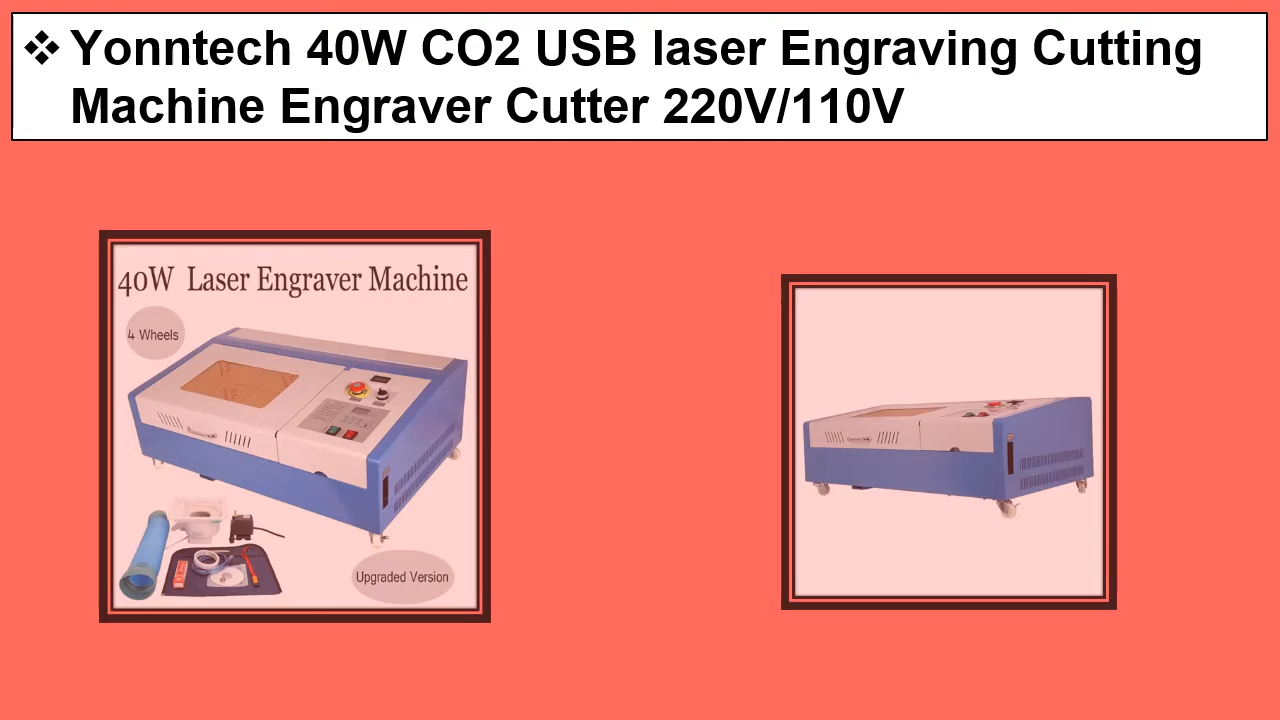 ❖ Yonntech 40W CO2 USB laser Engraving Cutting
Machine Engraver Cutter 220V/110V
40W Laser Engraver Machine
4 Wheels
Upgraded Version